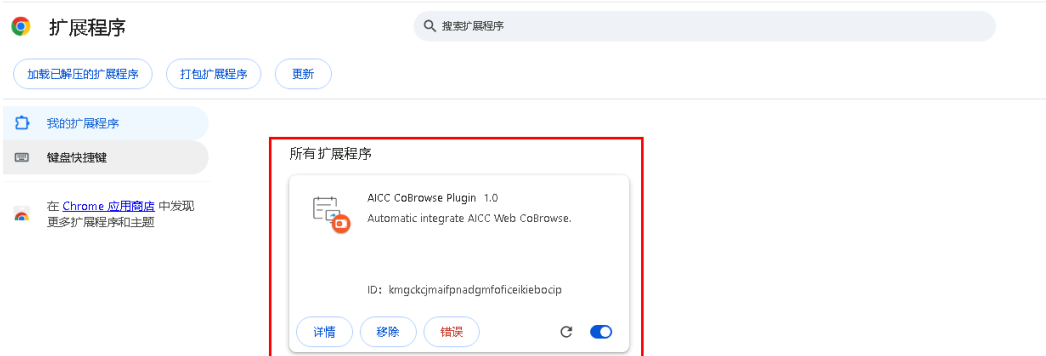 扩展程序
搜索扩展程序
加载已解压的扩展程序
打包扩展程序
更新
我的扩展程序
键盘快捷键
在 Chrome 应用商店 中发现
更多扩展程序和主题
所有扩展程序
AICC CoBrowse Plugin 1.0
Automatic integrate AICC Web CoBrowse.
ID: kmgckcjmaifpnadgmfoficeikiebocip
详情
移除
错误